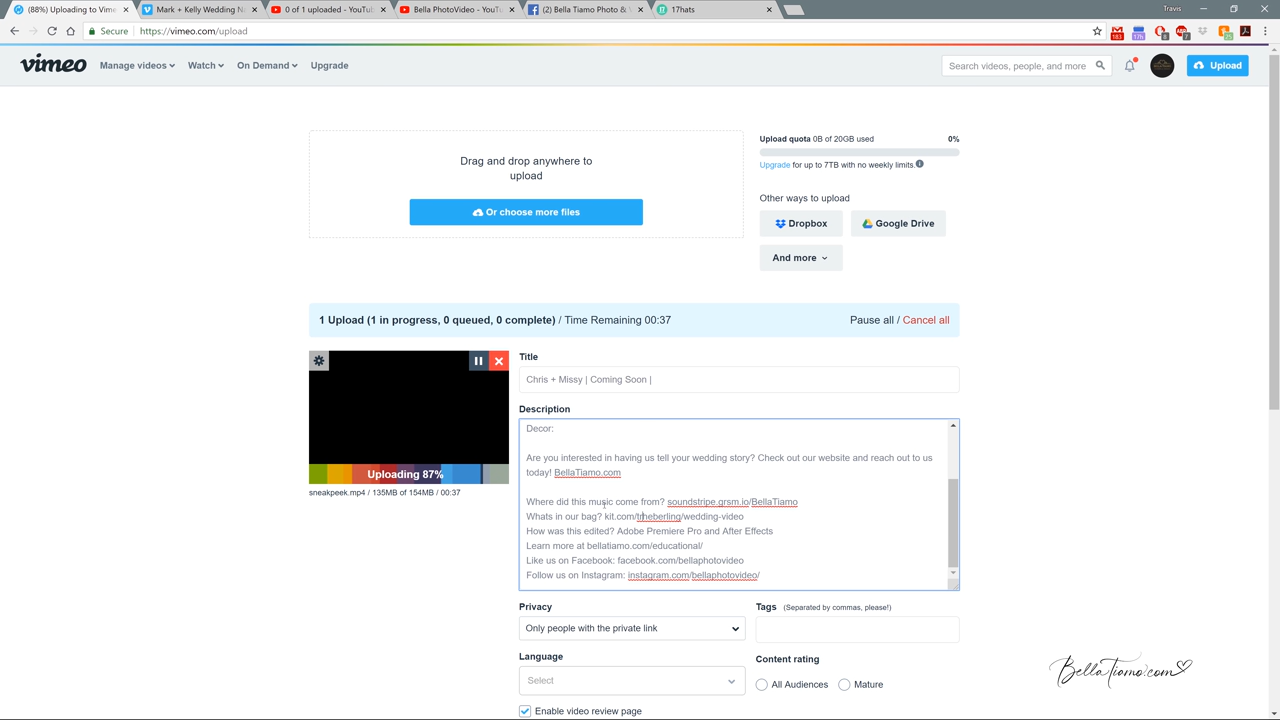 (88%) Uploading to Vime
Mark + Kelly Wedding N
0 of 1 uploaded - YouTub
Bella PhotoVideo - YouT
(2) Bella Tiamo Photo & V
17hats
Travis
Secure
https://vimeo.com/upload
183
17h
8
7
25
vimeo
Manage videos
Watch
On Demand
Upgrade
Search videos, people, and more
Upload
Drag and drop anywhere to
upload
Or choose more files
Upload quota 0B of 20GB used 0%
Upgrade for up to 7TB with no weekly limits.
Other ways to upload
Dropbox
Google Drive
And more
1 Upload (1 in progress, 0 queued, 0 complete) / Time Remaining 00:37
Pause all / Cancel all
Uploading 87%
sneakpeek.mp4 / 135MB of 154MB / 00:37
Title
Chris + Missy | Coming Soon |
Description
Decor:
Are you interested in having us tell your wedding story? Check out our website and reach out to us
today! BellaTiamo.com
Where did this music come from? soundstripe.grsm.io/BellaTiamo
Whats in our bag? kit.com/trneberling/wedding-video
How was this edited? Adobe Premiere Pro and After Effects
Learn more at bellatiamo.com/educational/
Like us on Facebook: facebook.com/bellaphotovideo
Follow us on Instagram: instagram.com/bellaphotovideo/
Privacy
Only people with the private link
Tags (Separated by commas, please!)
Language
Select
Content rating
All Audiences
Mature
Enable video review page
BellaTiamo.com